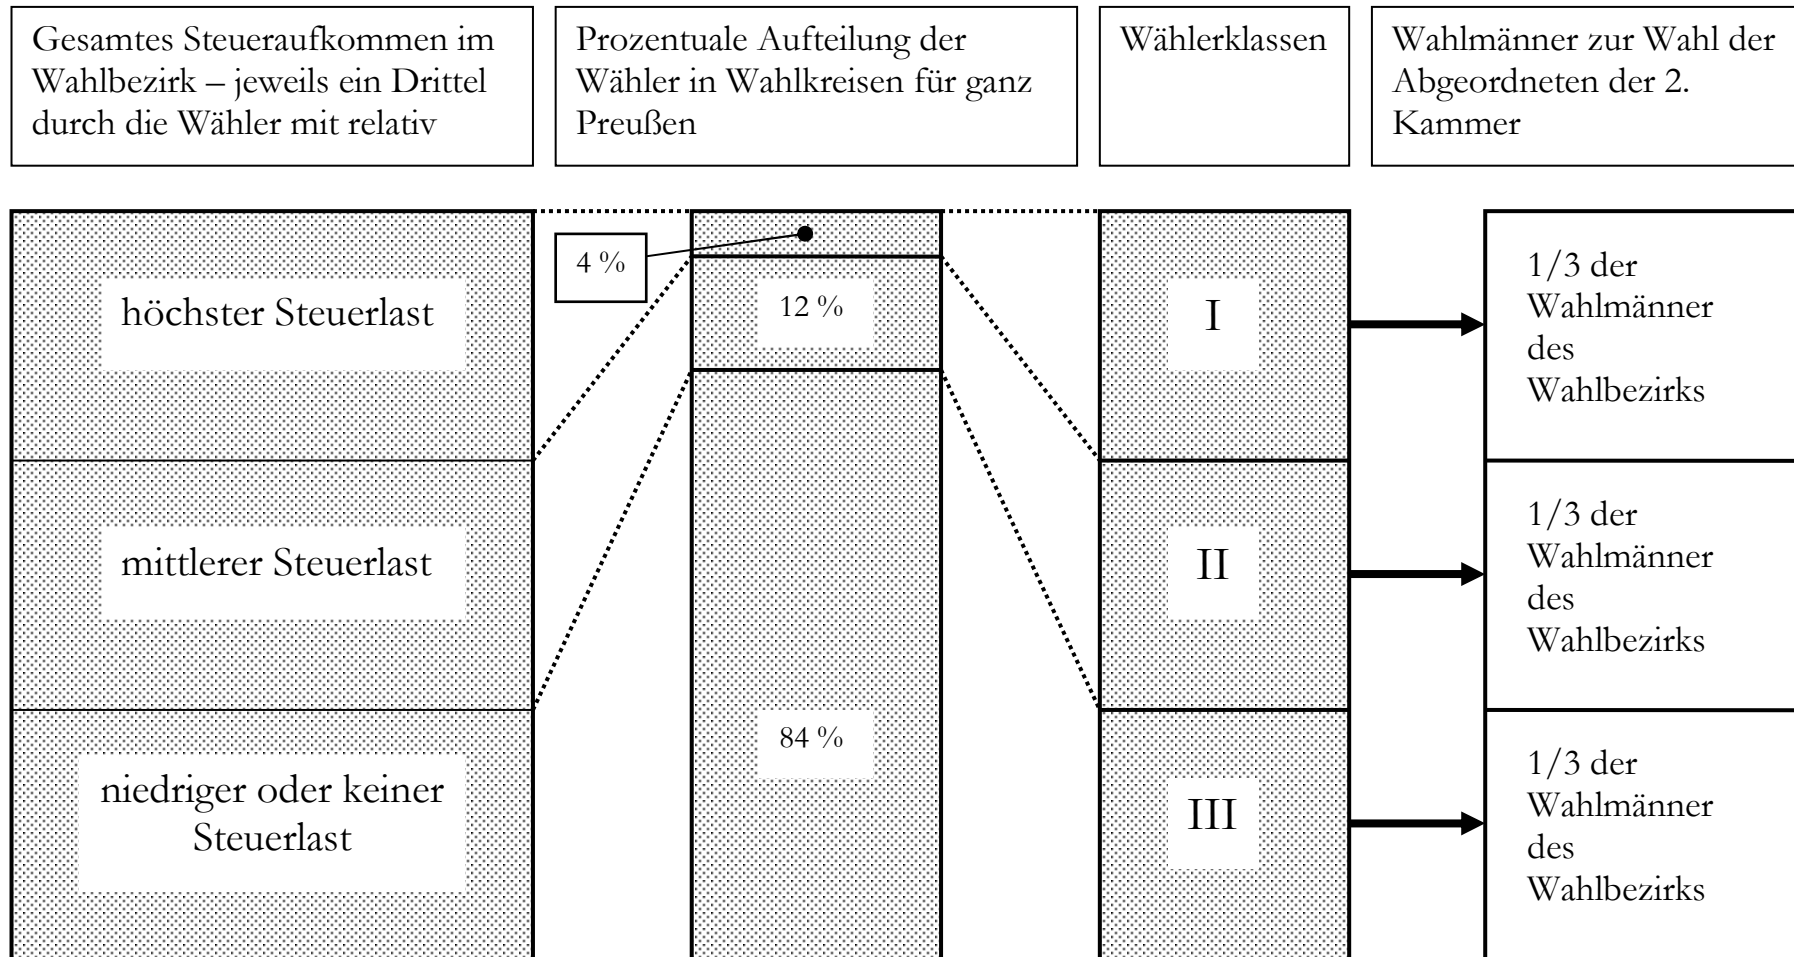 Gesamtes Steueraufkommen im
Wahlbezirk – jeweils ein Drittel
durch die Wähler mit relativ
Prozentuale Aufteilung der
Wähler in Wahlkreisen für ganz
Preußen
Wählerklassen
Wahlmänner zur Wahl der
Abgeordneten der 2.
Kammer
höchster Steuerlast
4 %
12 %
I
1/3 der
Wahlmänner
des
Wahlbezirks
mittlerer Steuerlast
II
1/3 der
Wahlmänner
des
Wahlbezirks
niedriger oder keiner
Steuerlast
84 %
III
1/3 der
Wahlmänner
des
Wahlbezirks